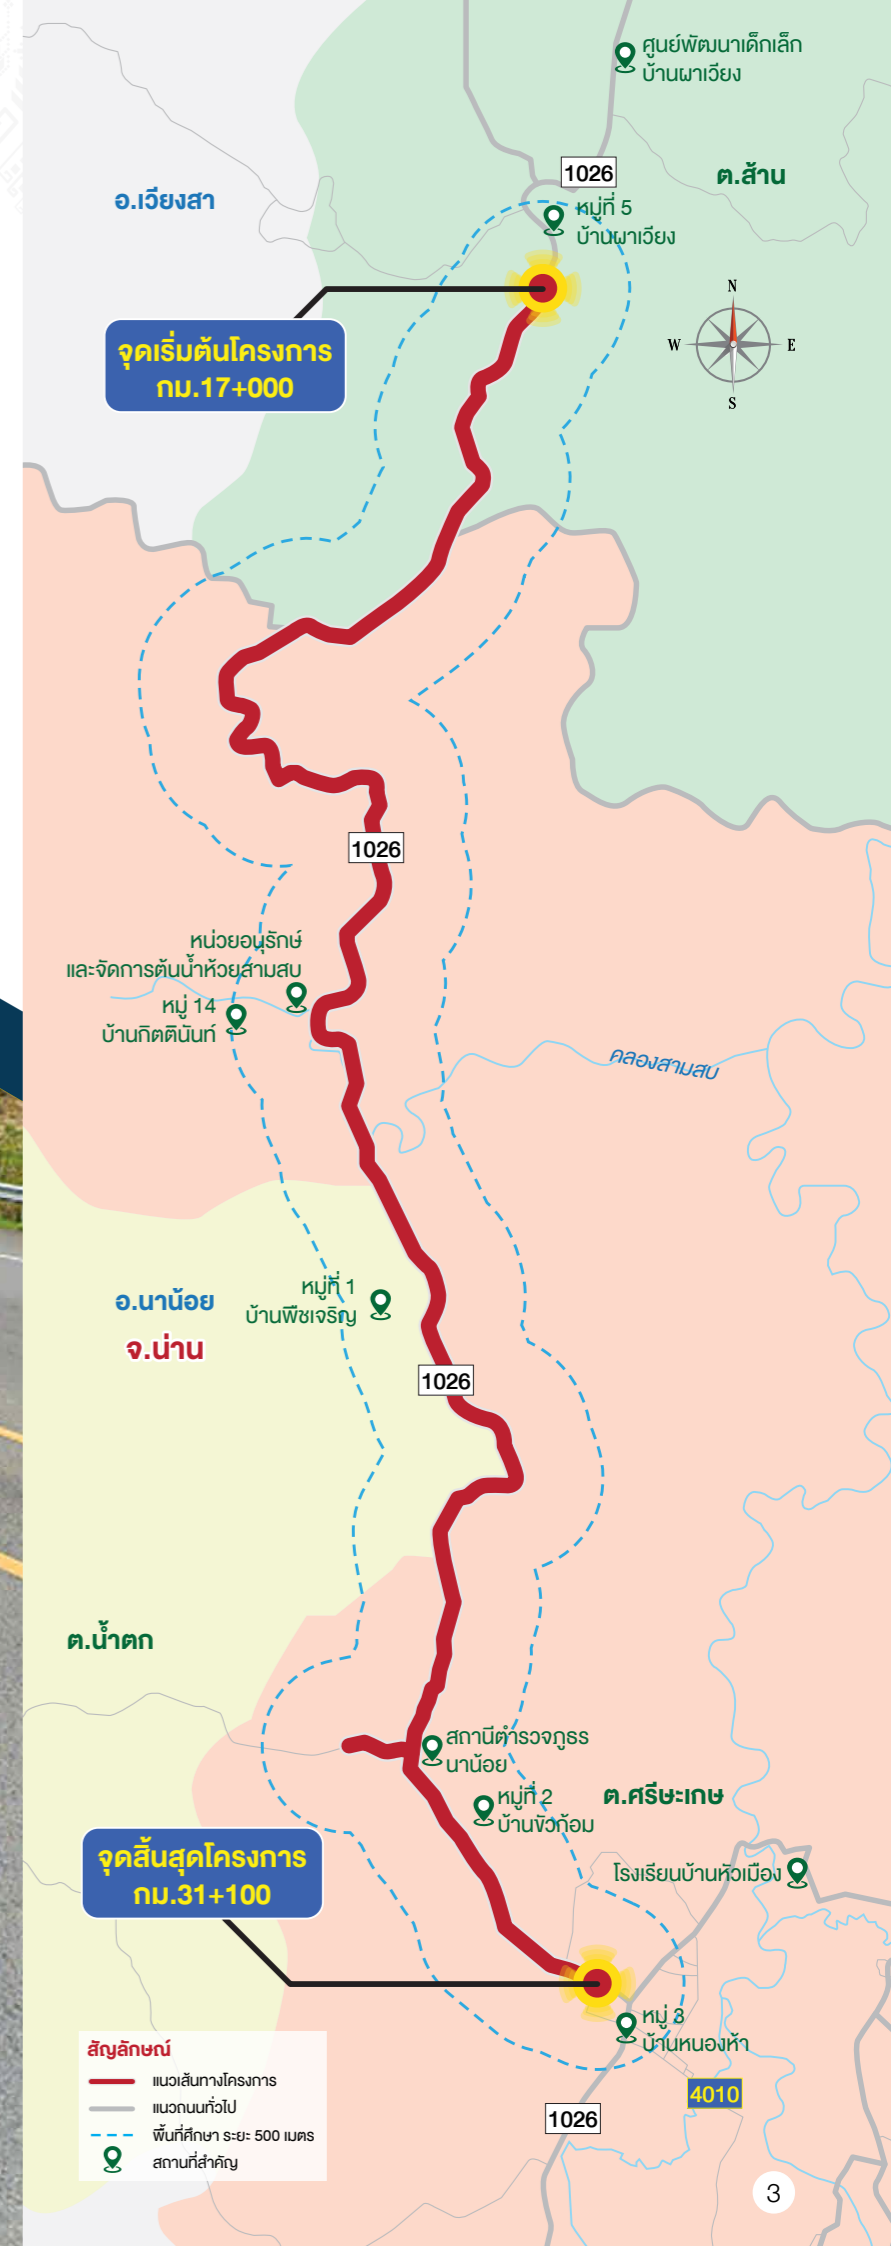 ศูนย์พัฒนาเด็กเล็ก
บ้านผาเวียง
1026
ต.ส้าน
อ.เวียงสา
หมู่ที่ 5
บ้านผาเวียง
N
W
E
S
จุดเริ่มต้นโครงการ
กม.17+000
1026
หน่วยอนุรักษ์
และจัดการต้นน้ำห้วยสามสบ
หมู่ 14
บ้านกิตตินันท์
คลองสามสบ
หมู่ที่ 1
บ้านพืชเจริญ
อ.นาน้อย
จ.น่าน
1026
ต.น้ำตก
สถานีตำรวจภูธร
นาน้อย
หมู่ที่ 2
บ้านขัวก้อม
ต.ศรีษะเกษ
โรงเรียนบ้านหัวเมือง
จุดสิ้นสุดโครงการ
กม.31+100
หมู่ 3
บ้านหนองห้า
4010
1026
สัญลักษณ์
แนวเส้นทางโครงการ
แนวถนนทั่วไป
พื้นที่ศึกษา ระยะ 500 เมตร
สถานที่สำคัญ
3